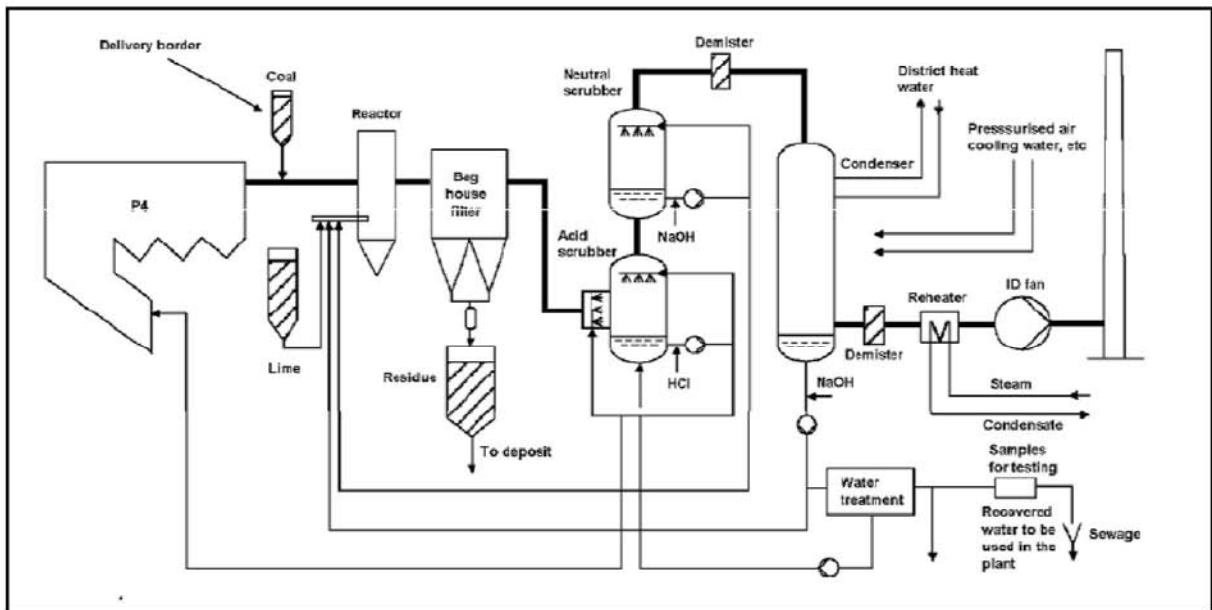 Delivery border
Coal
Reactor
P4
Bag
house
filter
Lime
Residue
To deposit
Neutral
scrubber
Demister
NaOH
Acid
scrubber
HCl
Condenser
District heat
water
Presssurised air
cooling water, etc
ID fan
Reheater
Demister
NaOH
Steam
Condensate
Water
treatment
Samples
for testing
Recovered
water to be
used in the
plant
Sewage